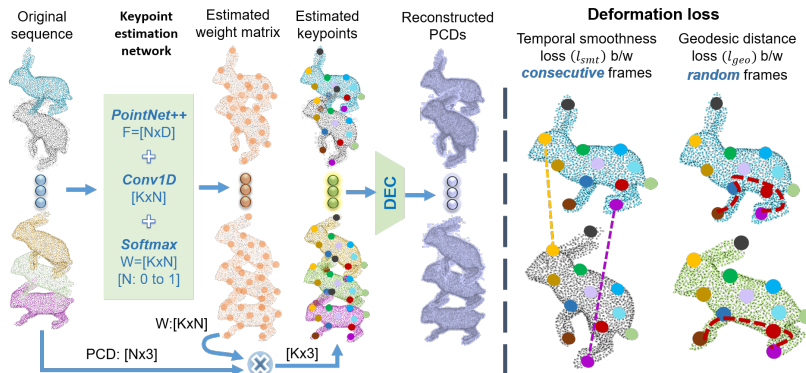 Original
sequence
Keypoint
estimation
network
Estimated
weight matrix
Estimated
keypoints
Reconstructed
PCDs
Deformation loss
Temporal smoothness
loss (l_smt) b/w
consecutive frames
Geodesic distance
loss (l_geo) b/w
random frames
PointNet++
F=[NxD]
+
Conv1D
[KxN]
+
Softmax
W=[KxN]
[N: 0 to 1]
DEC
W:[KxN]
PCD: [Nx3]
×
[Kx3]